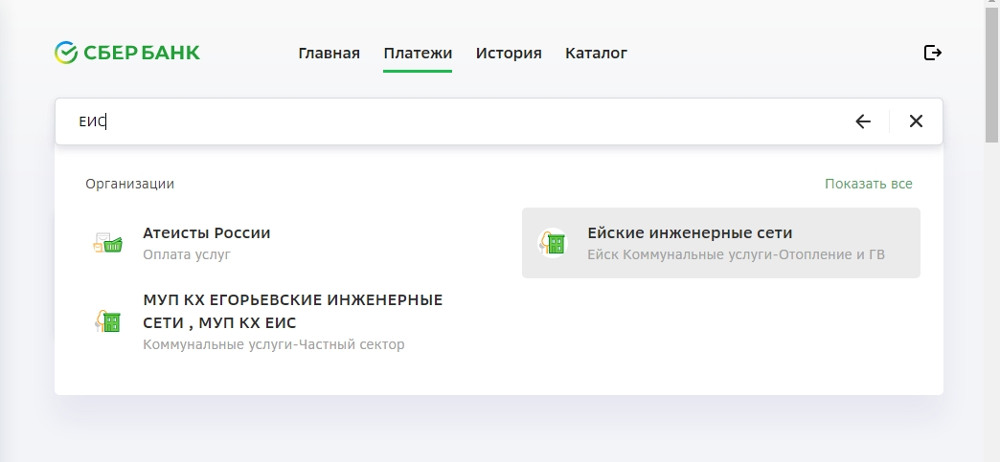 СБЕР БАНК
Главная Платежи История Каталог
ЕИС
Организации Показать все
Атеисты России
Оплата услуг
Ейские инженерные сети
Ейск Коммунальные услуги-Отопление и ГВ
МУП КХ ЕГОРЬЕВСКИЕ ИНЖЕНЕРНЫЕ
СЕТИ , МУП КХ ЕИС
Коммунальные услуги-Частный сектор